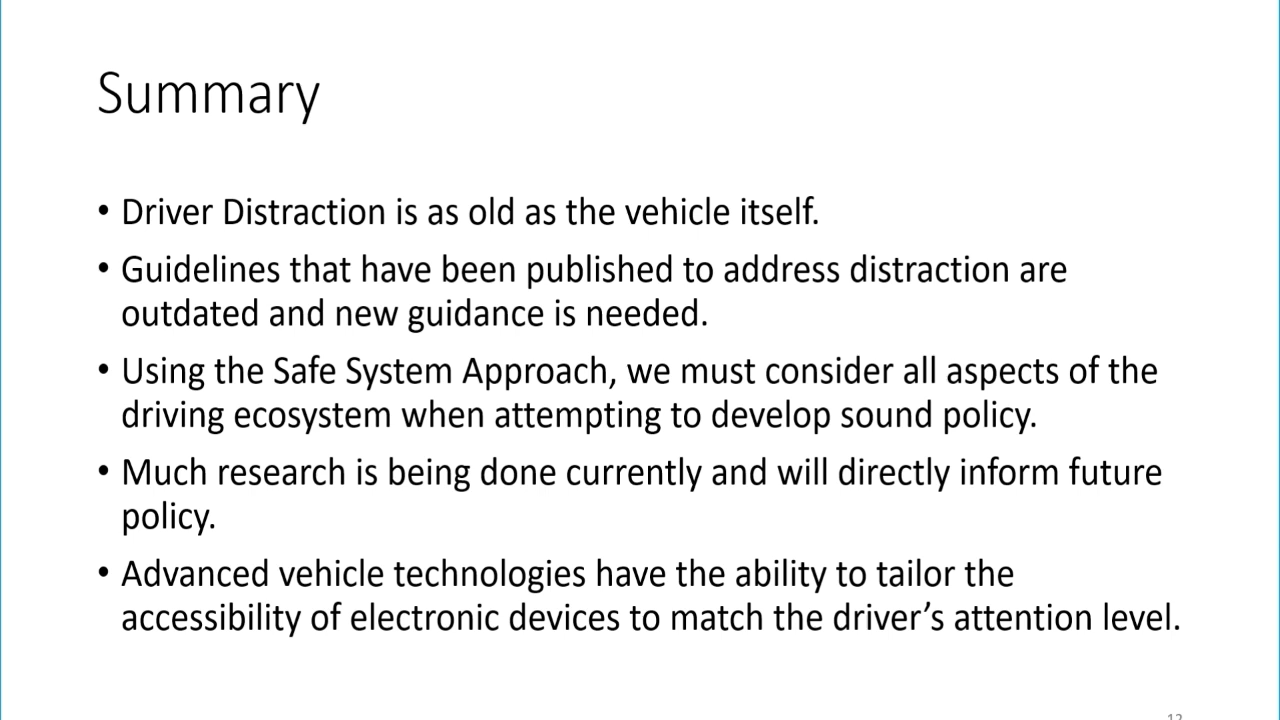 Summary
• Driver Distraction is as old as the vehicle itself.
• Guidelines that have been published to address distraction are
outdated and new guidance is needed.
• Using the Safe System Approach, we must consider all aspects of the
driving ecosystem when attempting to develop sound policy.
• Much research is being done currently and will directly inform future
policy.
• Advanced vehicle technologies have the ability to tailor the
accessibility of electronic devices to match the driver’s attention level.
12